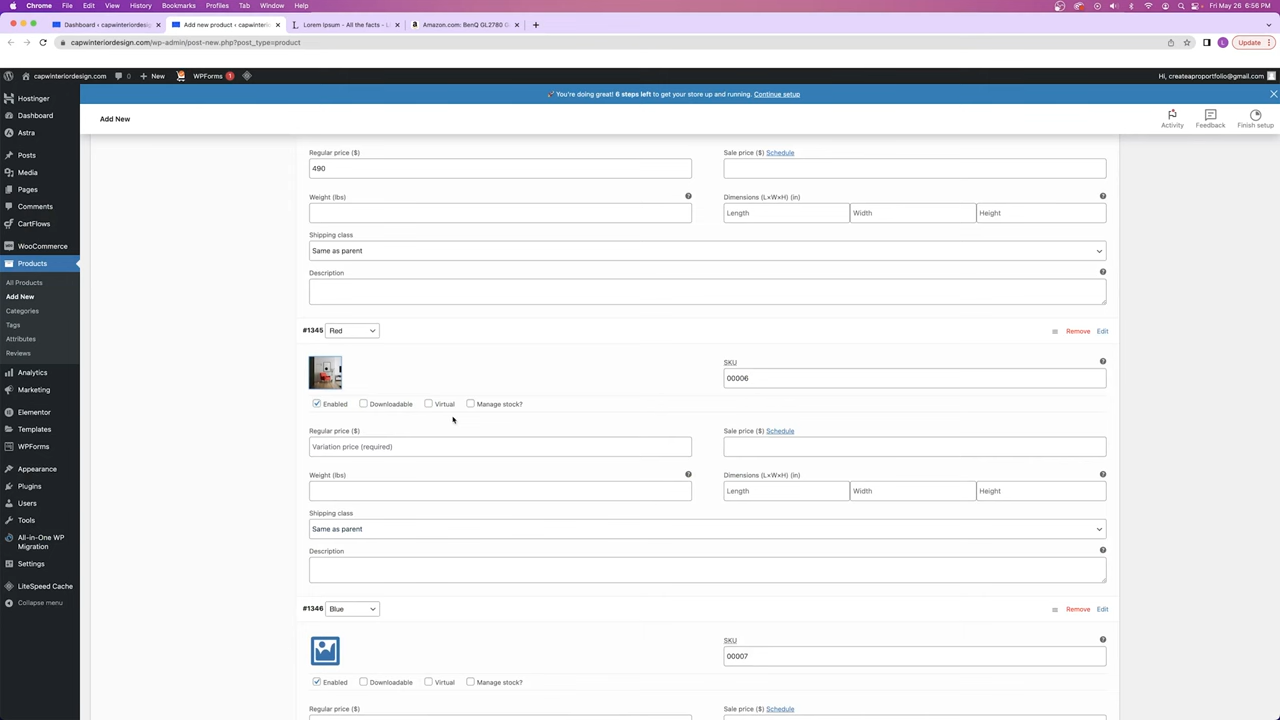 Chrome File Edit View History Bookmarks Profiles Tab Window Help Fri May 26 6:56 PM
Dashboard ‹ capwinteriordesign Add new product ‹ capwinterio Lorem Ipsum - All the facts - Li Amazon.com: BenQ GL2780 G
capwinteriordesign.com/wp-admin/post-new.php?post_type=product Update
capwinteriordesign.com 0 New WPForms 1 Hi, createaproportfolio@gmail.com
You're doing great! 6 steps left to get your store up and running. Continue setup
Add New Activity Feedback Finish setup
Hostinger
Dashboard
Astra
Posts
Media
Pages
Comments
CartFlows
WooCommerce
Products
All Products
Add New
Categories
Tags
Attributes
Reviews
Analytics
Marketing
Elementor
Templates
WPForms
Appearance
Plugins
Users
Tools
All-in-One WP
Migration
Settings
LiteSpeed Cache
Collapse menu
Regular price ($) Sale price ($) Schedule
490
Weight (lbs) Dimensions (L×W×H) (in)
Length Width Height
Shipping class
Same as parent
Description
#1345 Red Remove Edit
SKU
00006
Enabled Downloadable Virtual Manage stock?
Regular price ($) Sale price ($) Schedule
Variation price (required)
Weight (lbs) Dimensions (L×W×H) (in)
Length Width Height
Shipping class
Same as parent
Description
#1346 Blue Remove Edit
SKU
00007
Enabled Downloadable Virtual Manage stock?
Regular price ($) Sale price ($) Schedule